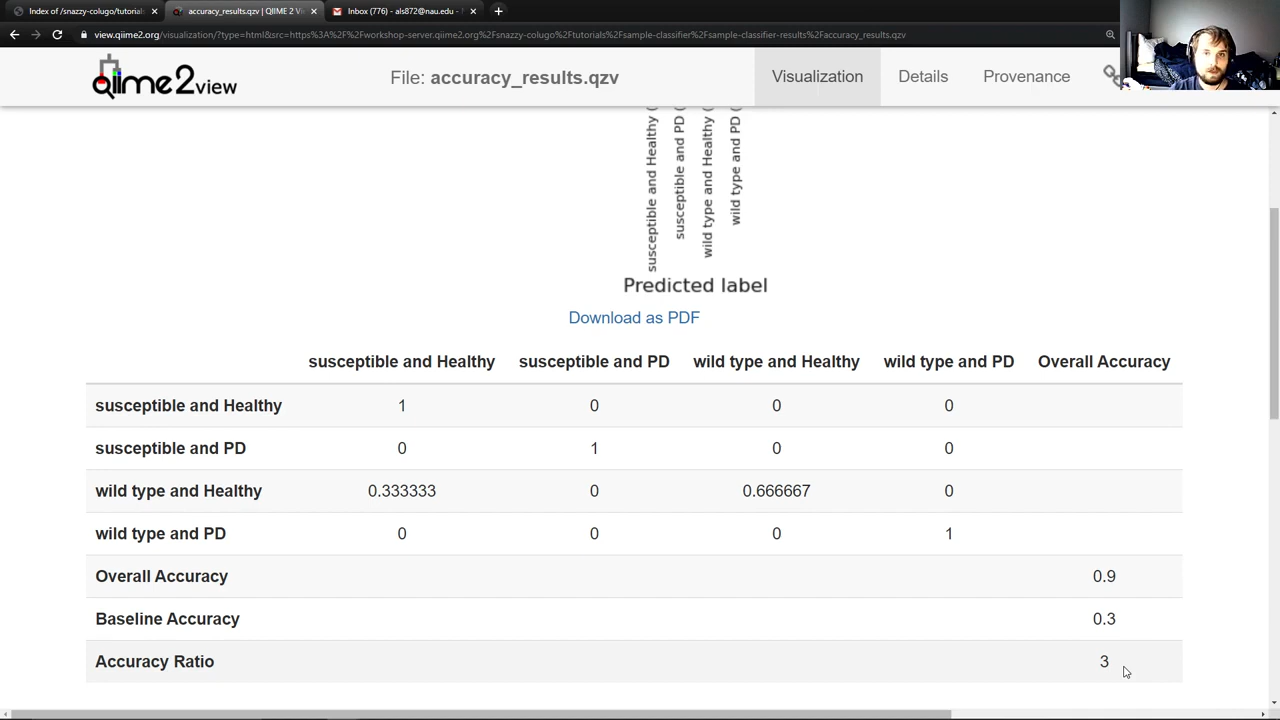 Index of /snazzy-colugo/tutorials
accuracy_results.qzv | QIIME 2 V
Inbox (776) - als872@nau.edu -
view.qiime2.org/visualization/?type=html&src=https%3A%2F%2Fworkshop-server.qiime2.org%2Fsnazzy-colugo%2Ftutorials%2Fsample-classifier%2Fsample-classifier-results%2Faccuracy_results.qzv
qiime2view
File: accuracy_results.qzv
Visualization Details Provenance
susceptible and Healthy (
susceptible and PD (
wild type and Healthy (
wild type and PD (
Predicted label
Download as PDF
susceptible and Healthy susceptible and PD wild type and Healthy wild type and PD Overall Accuracy
susceptible and Healthy 1 0 0 0
susceptible and PD 0 1 0 0
wild type and Healthy 0.333333 0 0.666667 0
wild type and PD 0 0 0 1
Overall Accuracy 0.9
Baseline Accuracy 0.3
Accuracy Ratio 3